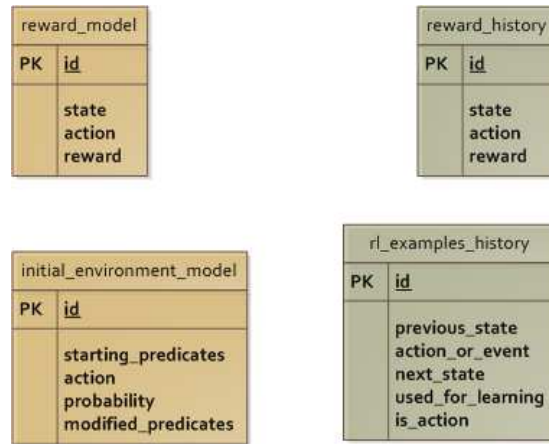 reward_model
PK id
state
action
reward
reward_history
PK id
state
action
reward
initial_environment_model
PK id
starting_predicates
action
probability
modified_predicates
rl_examples_history
PK id
previous_state
action_or_event
next_state
used_for_learning
is_action